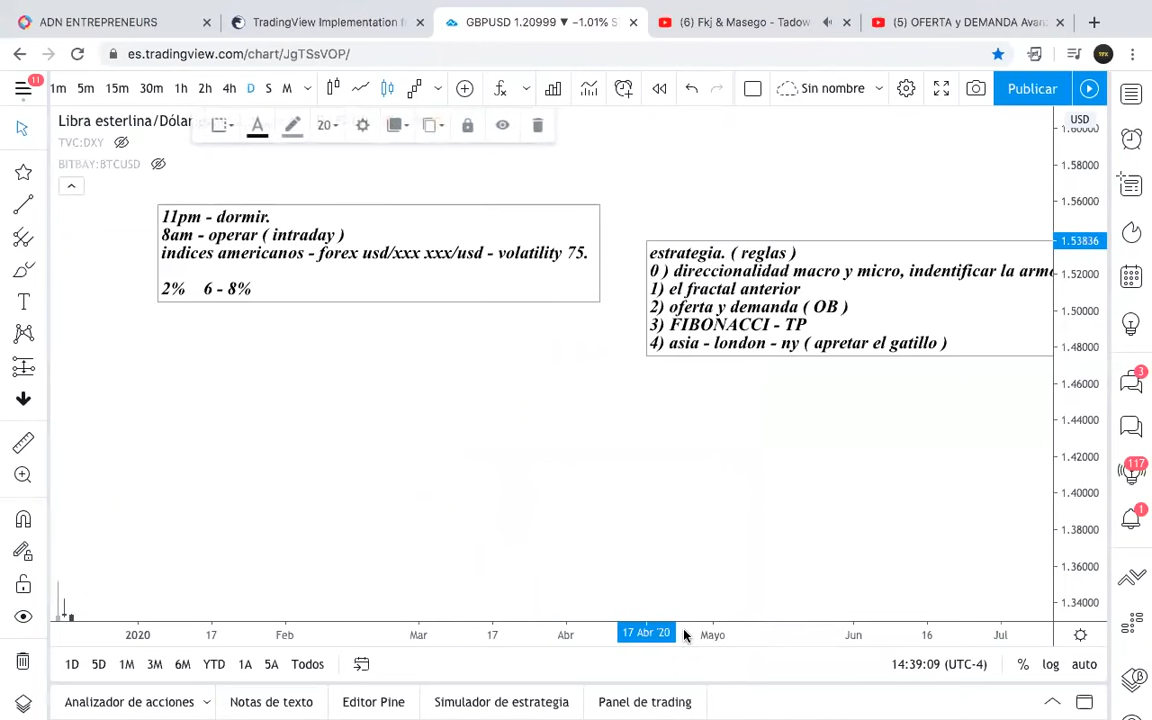 ADN ENTREPRENEURS
TradingView Implementation f
GBPUSD 1.20999 ▼ −1.01% S
(6) Fkj & Masego - Tadow
(5) OFERTA y DEMANDA Avan
es.tradingview.com/chart/JgTSsVOP/
11
1m 5m 15m 30m 1h 2h 4h D S M
Sin nombre
Publicar
Libra esterlina/Dólar
20
USD
TVC:DXY
BITBAY:BTCUSD
11pm - dormir.
8am - operar ( intraday )
indices americanos - forex usd/xxx xxx/usd - volatility 75.
2% 6 - 8%
estrategia. ( reglas )
0 ) direccionalidad macro y micro, indentificar la armo
1) el fractal anterior
2) oferta y demanda ( OB )
3) FIBONACCI - TP
4) asia - london - ny ( apretar el gatillo )
1.60000
1.58000
1.56000
1.53836
1.52000
1.50000
1.48000
1.46000
1.44000
1.42000
1.40000
1.38000
1.36000
1.34000
3
117
1
2020 17 Feb Mar 17 Abr 17 Abr '20 Mayo Jun 16 Jul
1D 5D 1M 3M 6M YTD 1A 5A Todos
14:39:09 (UTC-4) % log auto
Analizador de acciones Notas de texto Editor Pine Simulador de estrategia Panel de trading